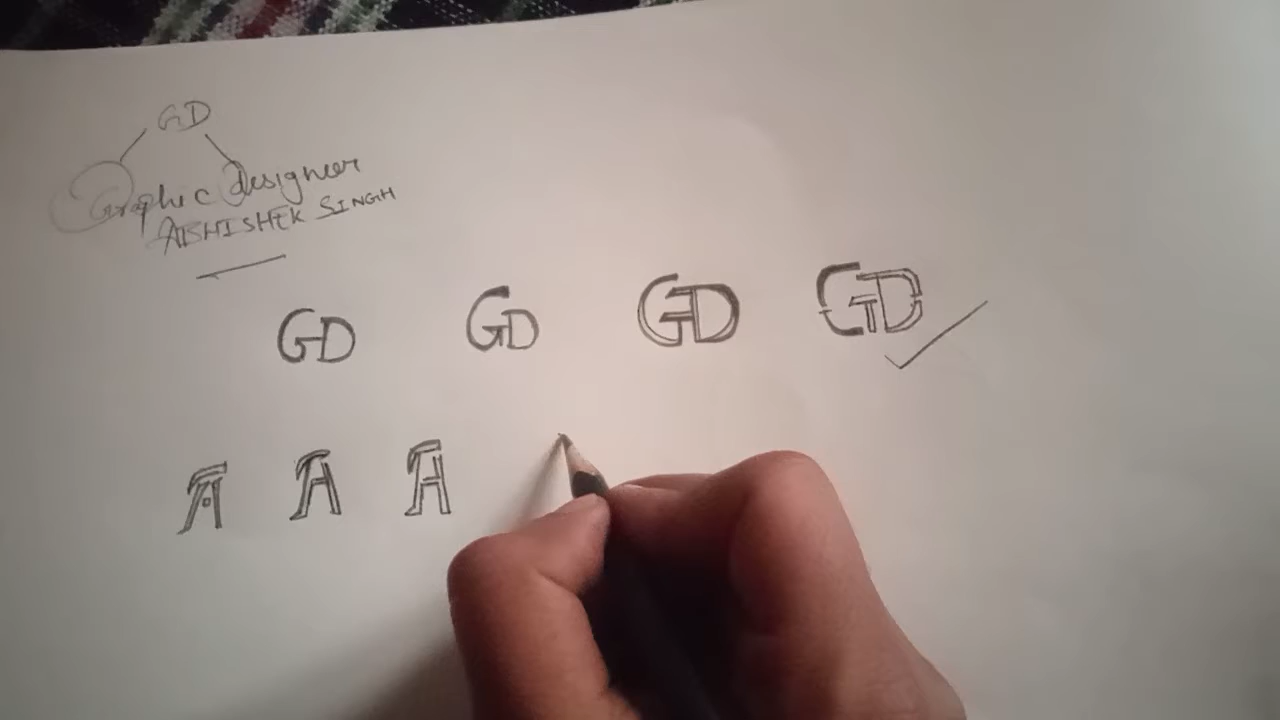 GD
Graphic designer
ABHISHEK SINGH
GD GD GD GD
A A A